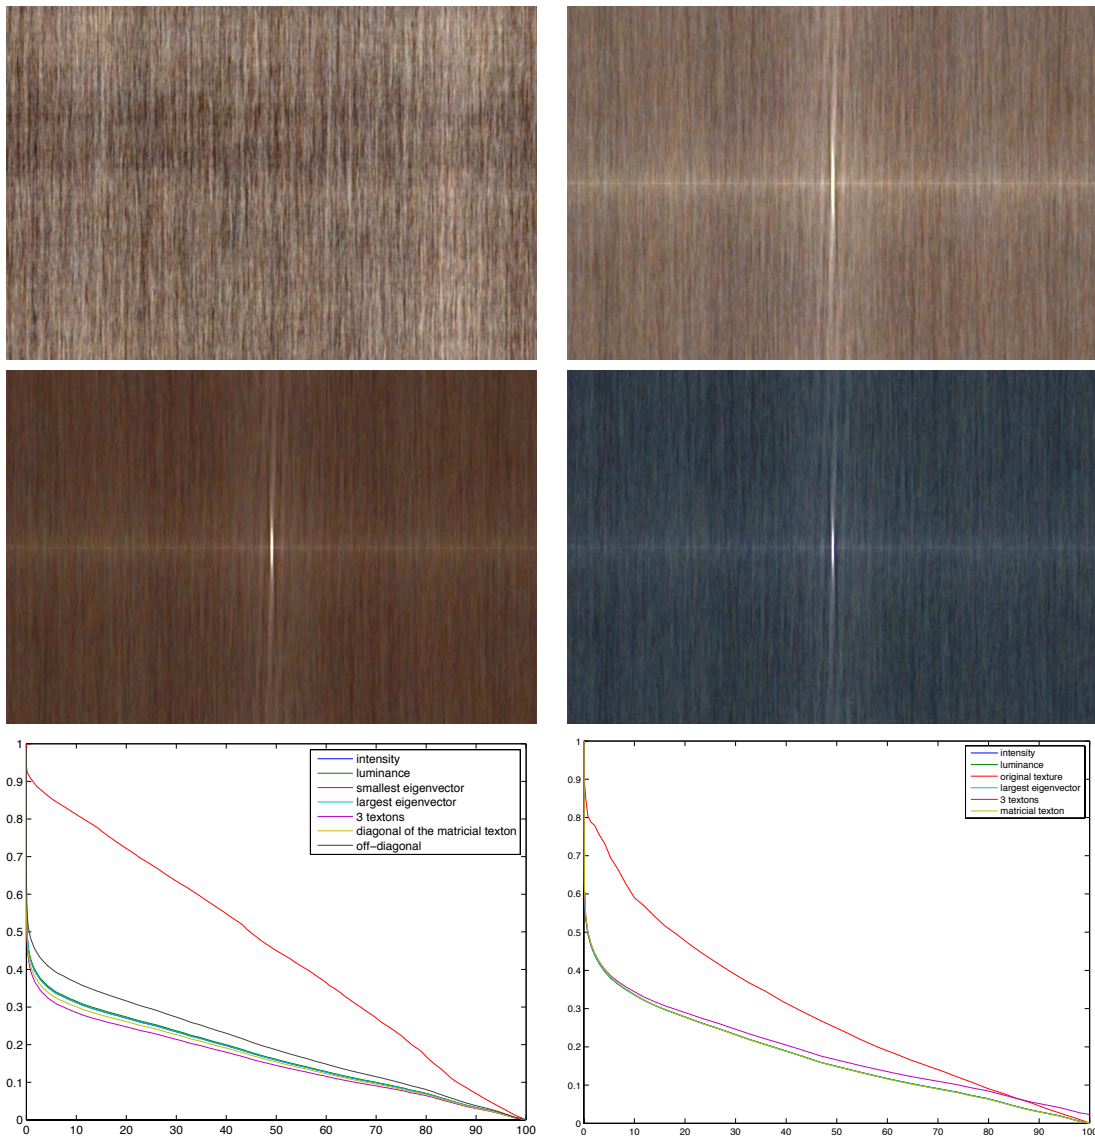 1
0.9
0.8
0.7
0.6
0.5
0.4
0.3
0.2
0.1
0
0 10 20 30 40 50 60 70 80 90 100
intensity
luminance
smallest eigenvector
largest eigenvector
3 textons
diagonal of the matricial texton
off-diagonal
1
0.9
0.8
0.7
0.6
0.5
0.4
0.3
0.2
0.1
0
0 10 20 30 40 50 60 70 80 90 100
intensity
luminance
original texture
largest eigenvector
3 textons
matricial texton